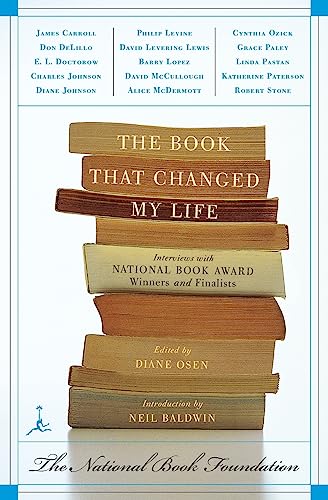 JAMES CARROLL
DON DELILLO
E. L. DOCTOROW
CHARLES JOHNSON
DIANE JOHNSON
PHILIP LEVINE
DAVID LEVERING LEWIS
BARRY LOPEZ
DAVID McCULLOUGH
ALICE McDERMOTT
CYNTHIA OZICK
GRACE PALEY
LINDA PASTAN
KATHERINE PATERSON
ROBERT STONE
THE BOOK
THAT CHANGED
MY LIFE
Interviews with
NATIONAL BOOK AWARD
Winners and Finalists
Edited by
DIANE OSEN
Introduction by
NEIL BALDWIN
The National Book Foundation